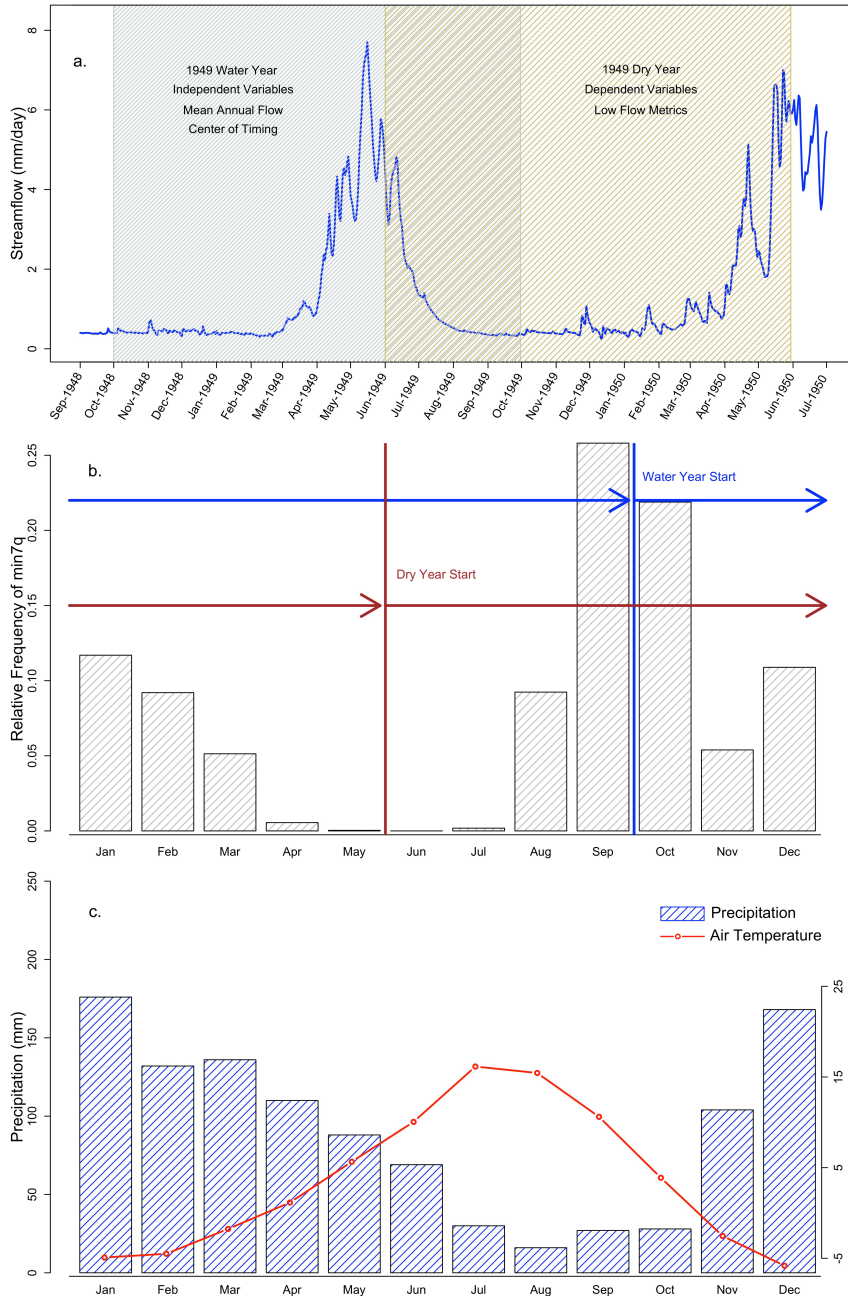 a.
1949 Water Year
Independent Variables
Mean Annual Flow
Center of Timing
1949 Dry Year
Dependent Variables
Low Flow Metrics
Streamflow (mm/day)
8
6
4
2
0
Sep-1948
Oct-1948
Nov-1948
Dec-1948
Jan-1949
Feb-1949
Mar-1949
Apr-1949
May-1949
Jun-1949
Jul-1949
Aug-1949
Sep-1949
Oct-1949
Nov-1949
Dec-1949
Jan-1950
Feb-1950
Mar-1950
Apr-1950
May-1950
Jun-1950
Jul-1950
b.
Water Year Start
Dry Year Start
Relative Frequency of min7q
0.25
0.20
0.15
0.10
0.05
0.00
Jan Feb Mar Apr May Jun Jul Aug Sep Oct Nov Dec
c.
Precipitation
Air Temperature
Precipitation (mm)
250
200
150
100
50
0
25
15
5
-5
Jan Feb Mar Apr May Jun Jul Aug Sep Oct Nov Dec